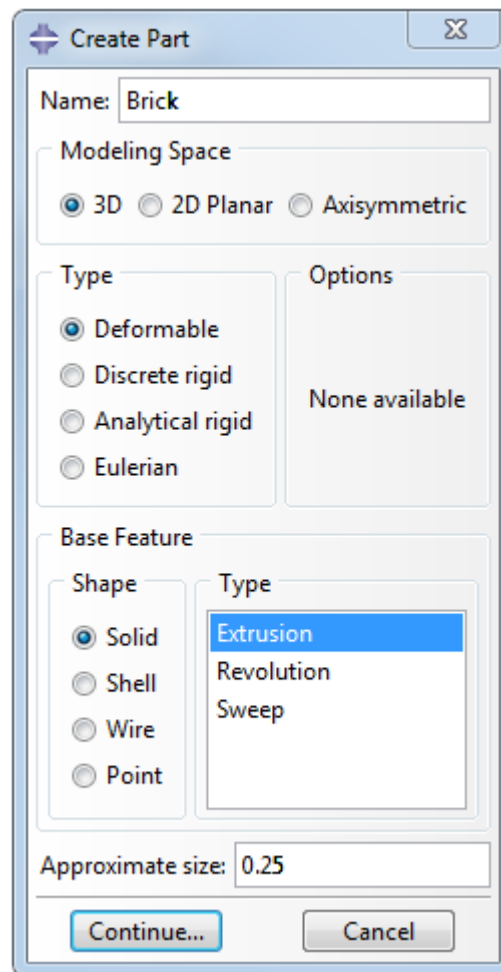 Create Part
Name: Brick
Modeling Space
3D 2D Planar Axisymmetric
Type
Deformable
Discrete rigid
Analytical rigid
Eulerian
Options
None available
Base Feature
Shape
Solid
Shell
Wire
Point
Type
Extrusion
Revolution
Sweep
Approximate size: 0.25
Continue... Cancel